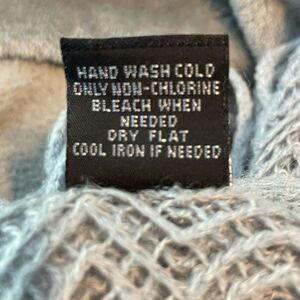 HAND WASH COLD
ONLY NON-CHLORINE
BLEACH WHEN
NEEDED
DRY FLAT
COOL IRON IF NEEDED